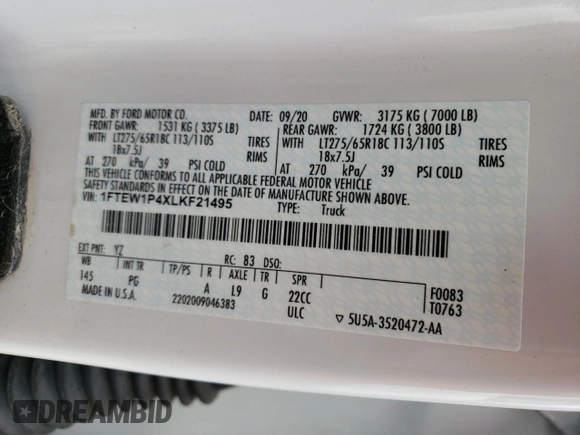 MFD. BY FORD MOTOR CO.
DATE: 09/20 GVWR: 3175 KG ( 7000 LB)
FRONT GAWR: 1531 KG ( 3375 LB) REAR GAWR: 1724 KG ( 3800 LB)
LT275/65R18C 113/110S TIRES LT275/65R18C 113/110S TIRES
18x7.5J RIMS 18x7.5J RIMS
AT 270 kPa/ 39 PSI COLD AT 270 kPa/ 39 PSI COLD
THIS VEHICLE CONFORMS TO ALL APPLICABLE FEDERAL MOTOR VEHICLE
SAFETY STANDARDS IN EFFECT ON THE DATE OF MANUFACTURE SHOWN ABOVE.
VIN: 1FTEW1P4XLKF21495
TYPE: Truck
EXT PNT: YZ RC: 83 DSO:
WB INT TR TP/PS R AXLE TR SPR
145 PG A L9 G 22CC F0083
MADE IN U.S.A. 2202009046383 ULC T0763
▽ 5U5A-3520472-AA
DREAMBID